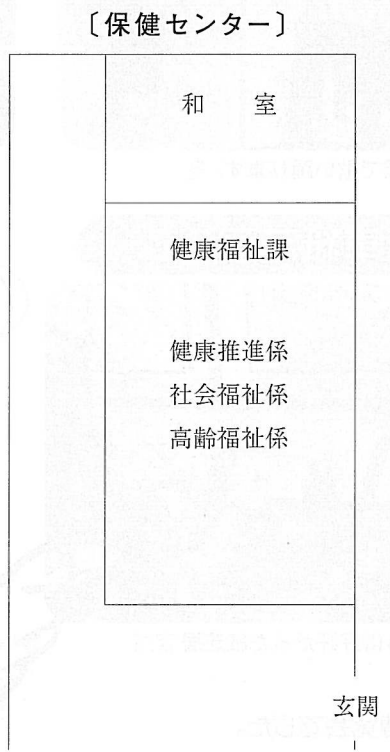 〔保健センター〕
和　室
健康福祉課
健康推進係
社会福祉係
高齢福祉係
玄関